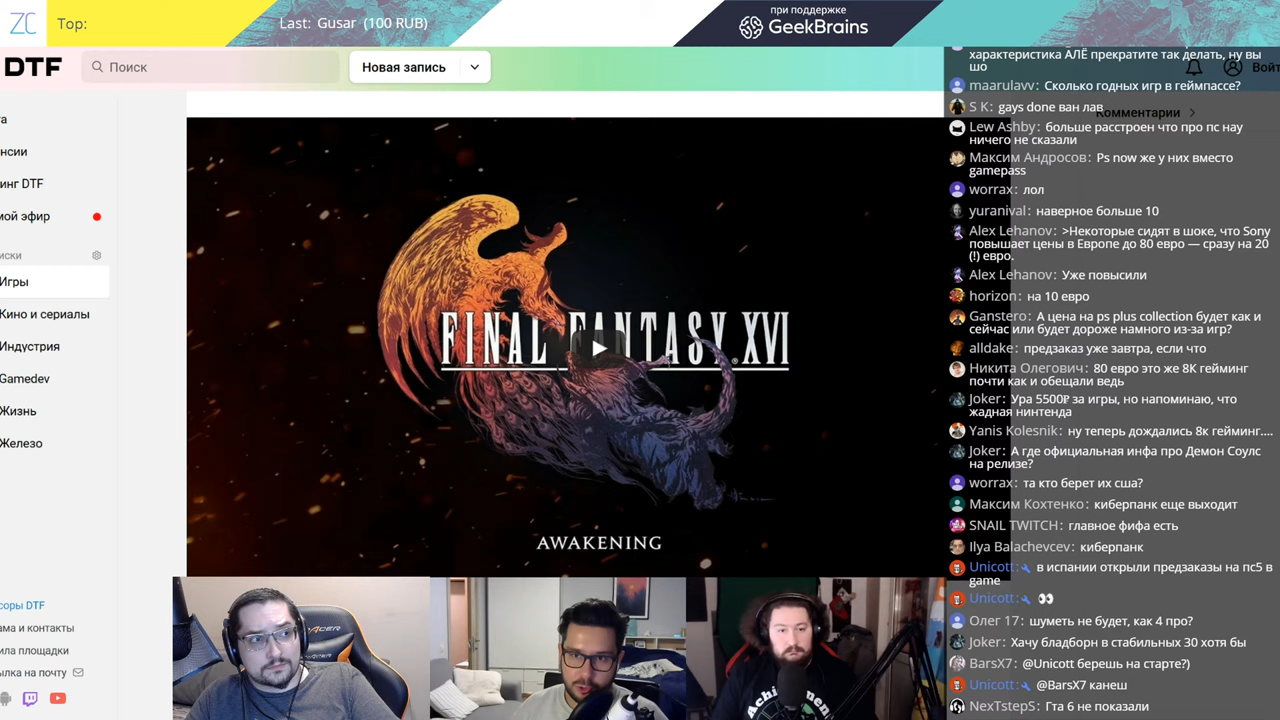 ZC
Top:
Last: Gusar (100 RUB)
при поддержке
GeekBrains
DTF
Поиск
Новая запись
Войт
Комментарии
нсии
инг DTF
мой эфир
иски
Игры
Кино и сериалы
Индустрия
Gamedev
Жизнь
Железо
соры DTF
ама и контакты
ила площадки
ылка на почту
FINAL FANTASY XVI
AWAKENING
ACER
характеристика АЛЁ прекратите так делать, ну вы
шо
maarulavv: Сколько годных игр в геймпассе?
S K: gays done ван лав
Lew Ashby: больше расстроен что про пс нау
ничего не сказали
Максим Андросов: Ps now же у них вместо
gamepass
worrax: лол
yuranival: наверное больше 10
Alex Lehanov: >Некоторые сидят в шоке, что Sony
повышает цены в Европе до 80 евро — сразу на 20
(!) евро.
Alex Lehanov: Уже повысили
horizon: на 10 евро
Ganstero: А цена на ps plus collection будет как и
сейчас или будет дороже намного из-за игр?
alldake: предзаказ уже завтра, если что
Никита Олегович: 80 евро это же 8К гейминг
почти как и обещали ведь
Joker: Ура 5500₽ за игры, но напоминаю, что
жадная нинтенда
Yanis Kolesnik: ну теперь дождались 8к гейминг....
Joker: А где официальная инфа про Демон Соулс
на релизе?
worrax: та кто берет их сша?
Максим Кохтенко: киберпанк еще выходит
SNAIL TWITCH: главное фифа есть
Ilya Balachevcev: киберпанк
Unicott: в испании открыли предзаказы на пс5 в
game
Unicott: 👀
Олег 17: шуметь не будет, как 4 про?
Joker: Хачу бладборн в стабильных 30 хотя бы
BarsX7: @Unicott берешь на старте?)
Unicott: @BarsX7 канеш
NexTstepS: Гта 6 не показали